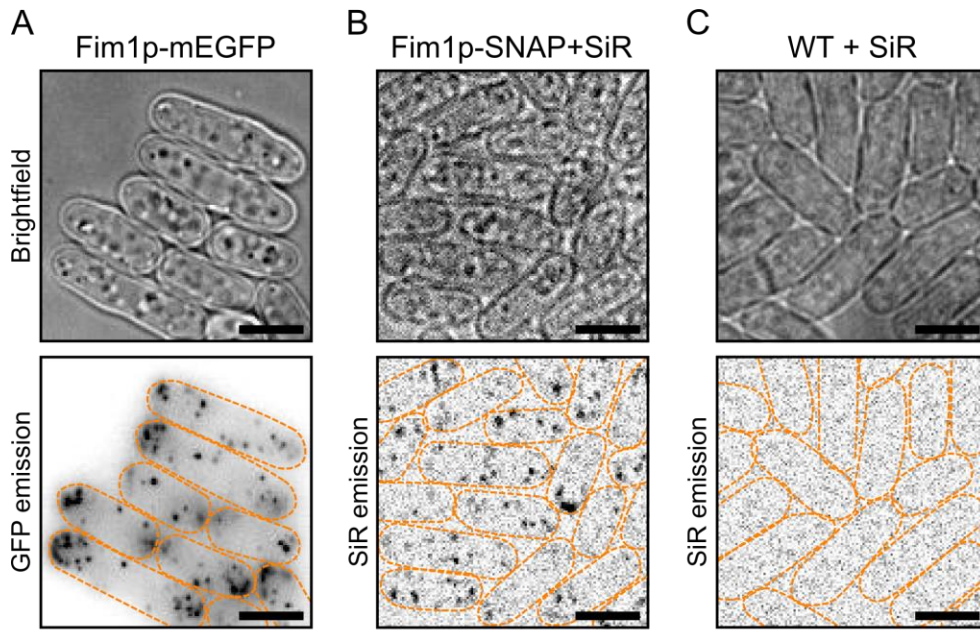 A
Fim1p-mEGFP
B
Fim1p-SNAP+SiR
C
WT + SiR
Brightfield
GFP emission
SiR emission
SiR emission